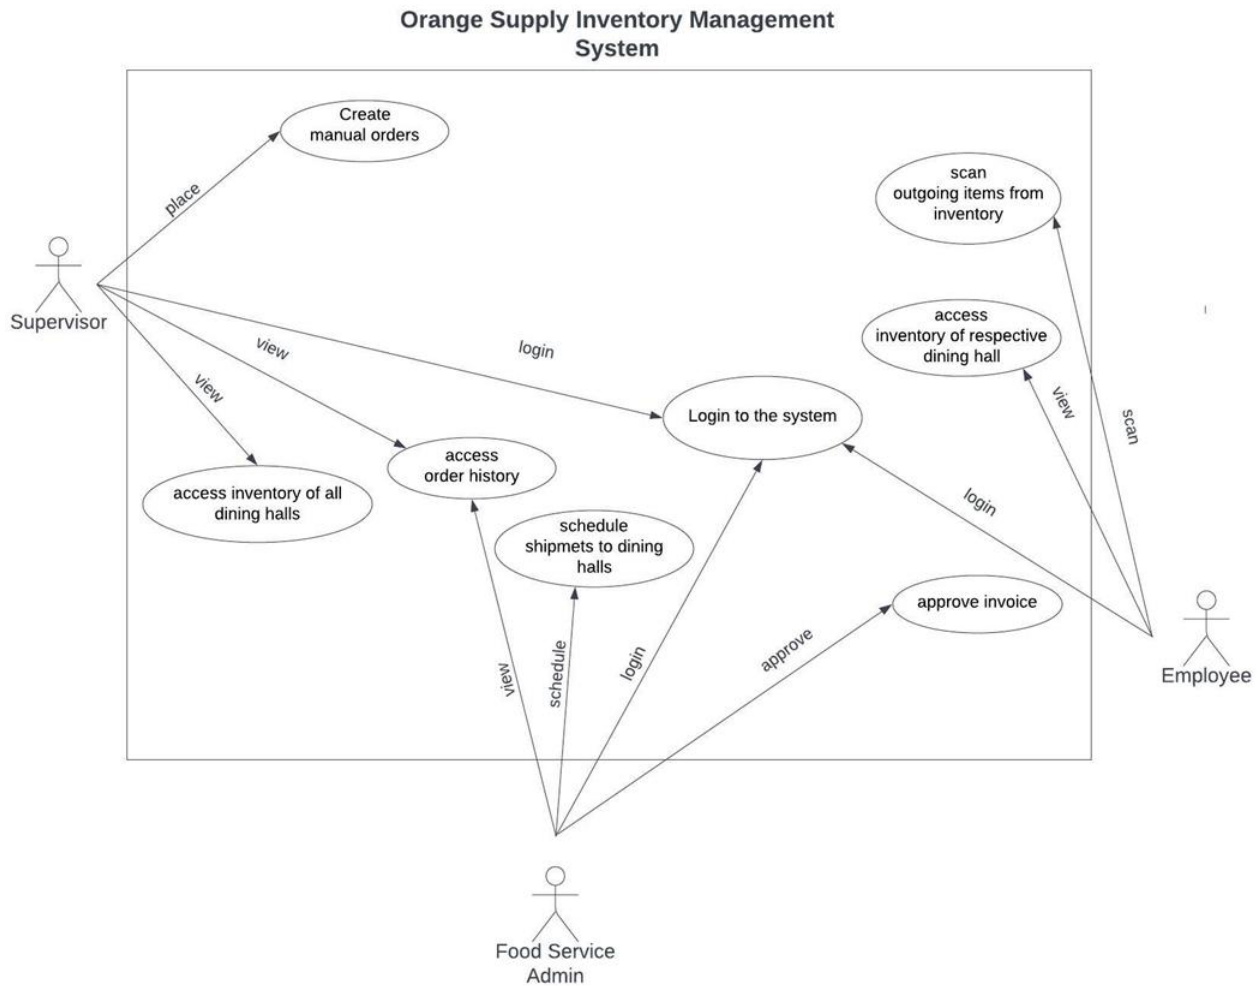 Orange Supply Inventory Management
System
Create
manual orders
place
scan
outgoing items from
inventory
Supervisor
access
inventory of respective
dining hall
view
login
view
view
scan
Login to the system
access
order history
access inventory of all
dining halls
login
schedule
shipmets to dining
halls
approve invoice
view
schedule
login
approve
Employee
Food Service
Admin